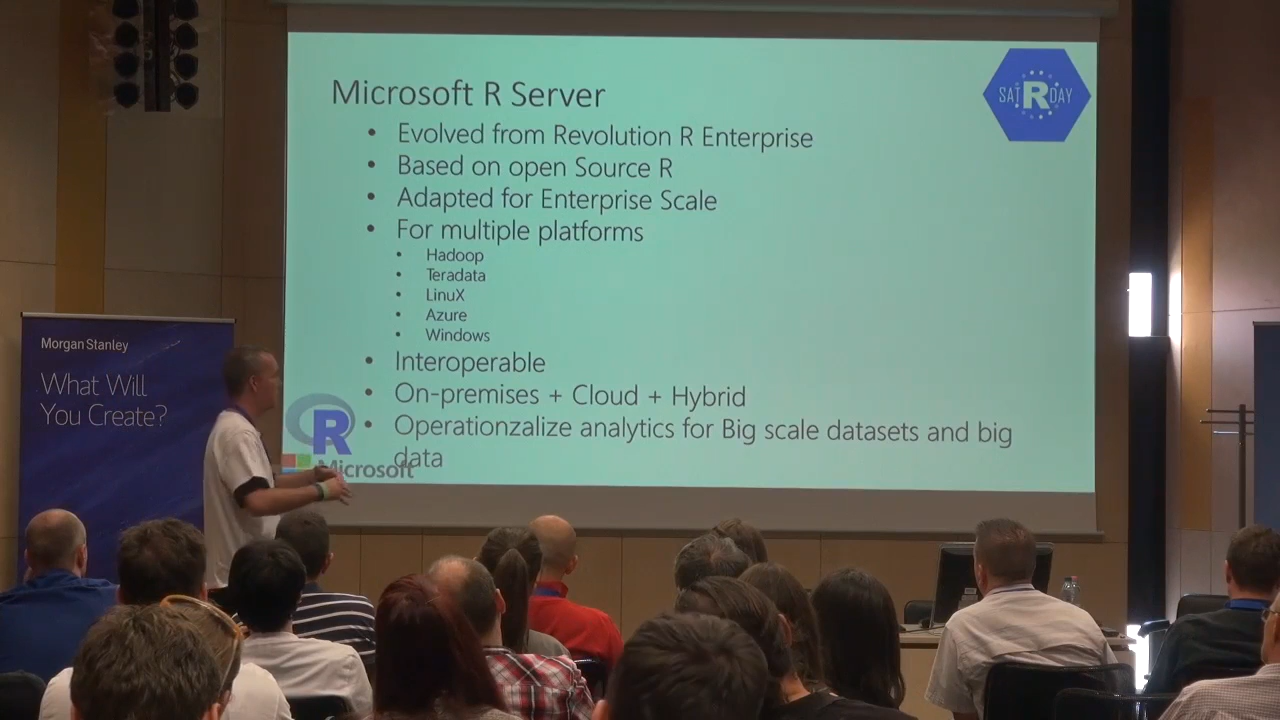 Microsoft R Server
SAT R DAY
• Evolved from Revolution R Enterprise
• Based on open Source R
• Adapted for Enterprise Scale
• For multiple platforms
• Hadoop
• Teradata
• LinuX
• Azure
• Windows
• Interoperable
• On-premises + Cloud + Hybrid
• Operationzalize analytics for Big scale datasets and big
data
R
Microsoft
Morgan Stanley
What Will
You Create?